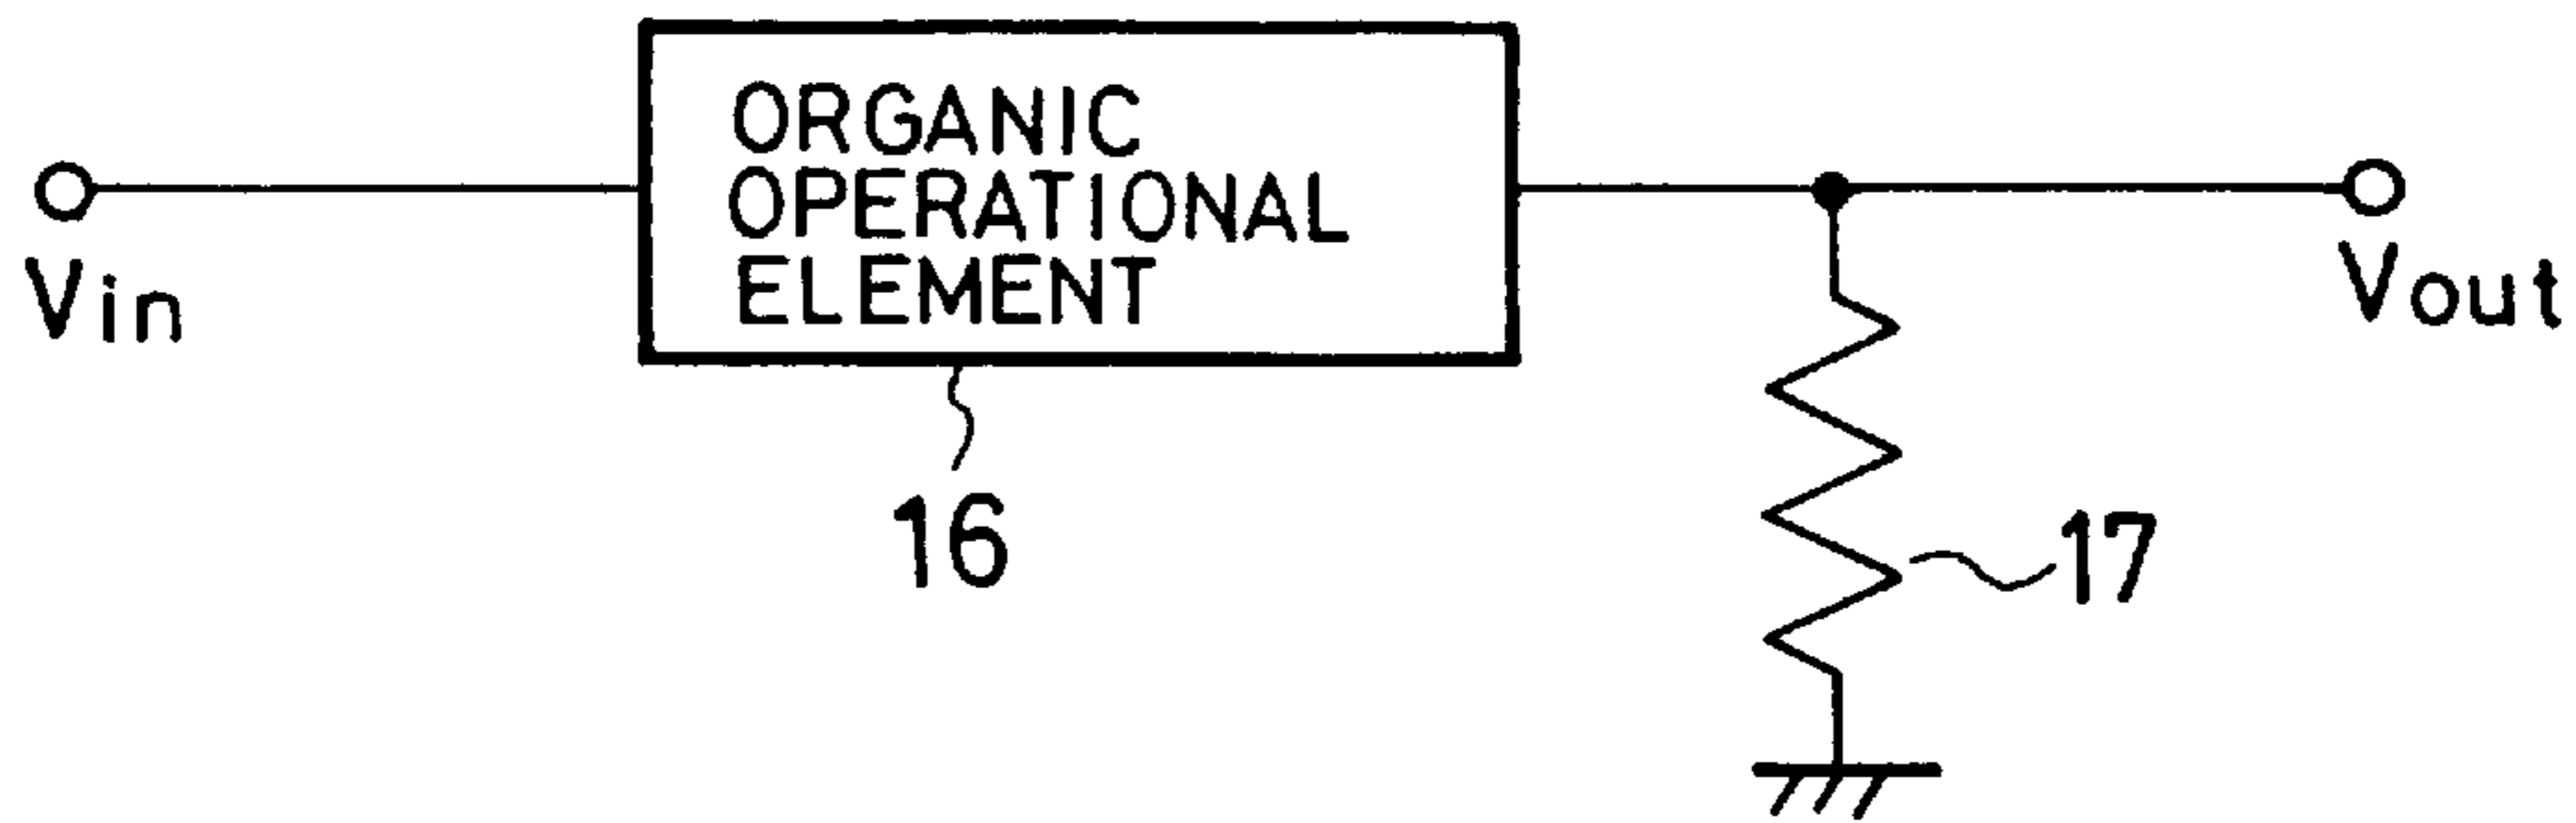 ORGANIC
OPERATIONAL
ELEMENT
Vin
Vout
16
17